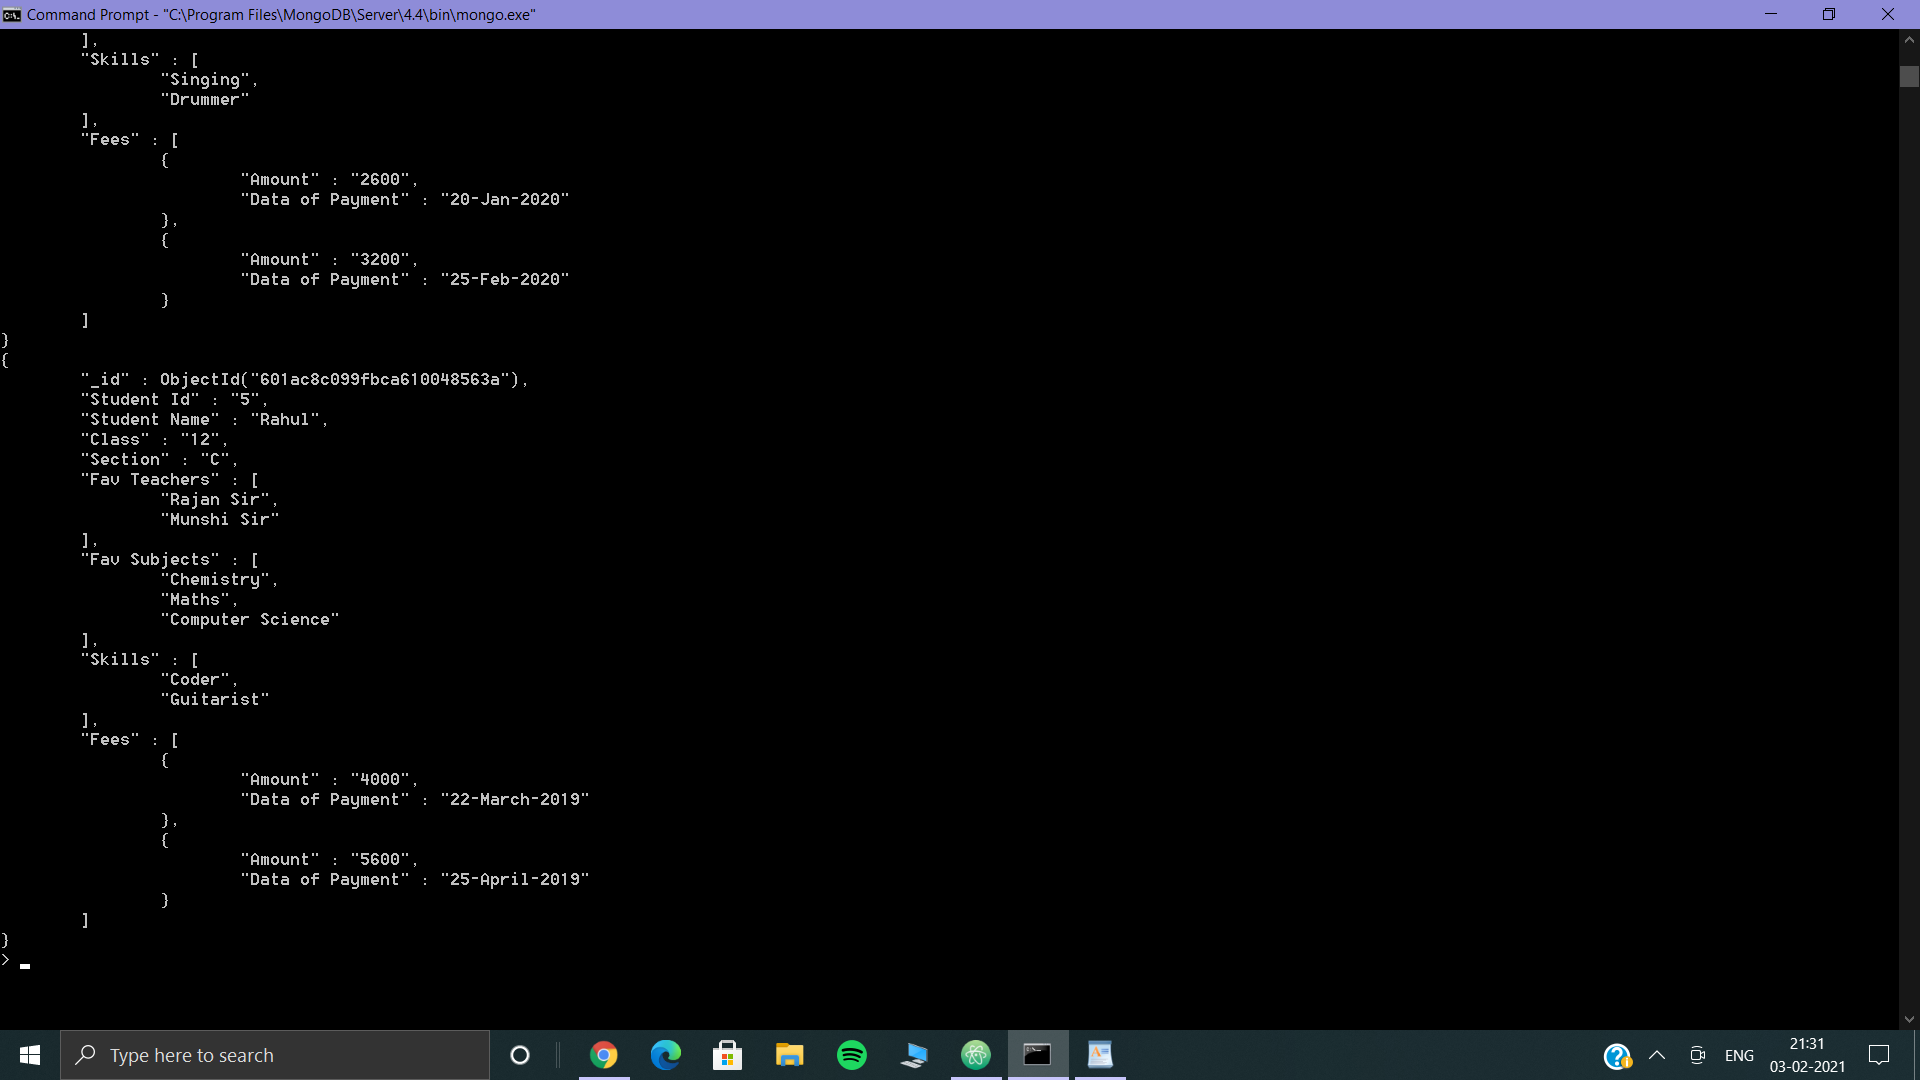 Command Prompt - "C:\Program Files\MongoDB\Server\4.4\bin\mongo.exe"
],
"Skills" : [
"Singing",
"Drummer"
],
"Fees" : [
{
"Amount" : "2600",
"Data of Payment" : "20-Jan-2020"
},
{
"Amount" : "3200",
"Data of Payment" : "25-Feb-2020"
}
]
}
{
"_id" : ObjectId("601ac8c099fbca610048563a"),
"Student Id" : "5",
"Student Name" : "Rahul",
"Class" : "12",
"Section" : "C",
"Fav Teachers" : [
"Rajan Sir",
"Munshi Sir"
],
"Fav Subjects" : [
"Chemistry",
"Maths",
"Computer Science"
],
"Skills" : [
"Coder",
"Guitarist"
],
"Fees" : [
{
"Amount" : "4000",
"Data of Payment" : "22-March-2019"
},
{
"Amount" : "5600",
"Data of Payment" : "25-April-2019"
}
]
}
>
Type here to search
ENG
21:31
03-02-2021